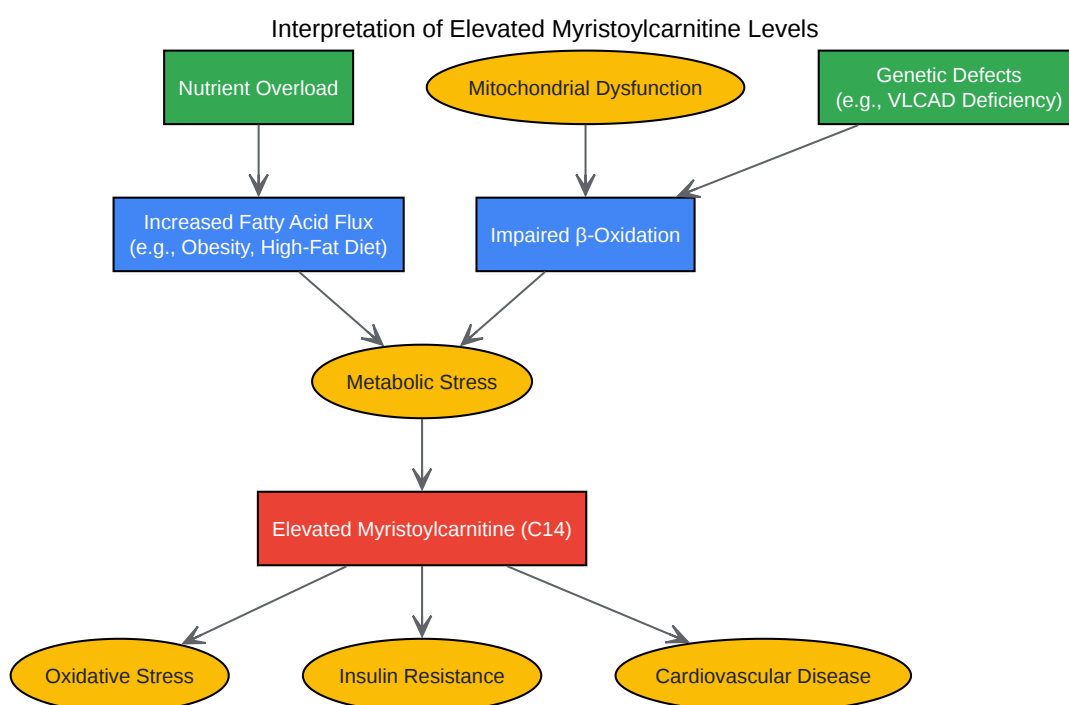 Interpretation of Elevated Myristoylcarnitine Levels
Nutrient Overload
Mitochondrial Dysfunction
Genetic Defects
(e.g., VLCAD Deficiency)
Increased Fatty Acid Flux
(e.g., Obesity, High-Fat Diet)
Impaired β-Oxidation
Metabolic Stress
Elevated Myristoylcarnitine (C14)
Oxidative Stress
Insulin Resistance
Cardiovascular Disease